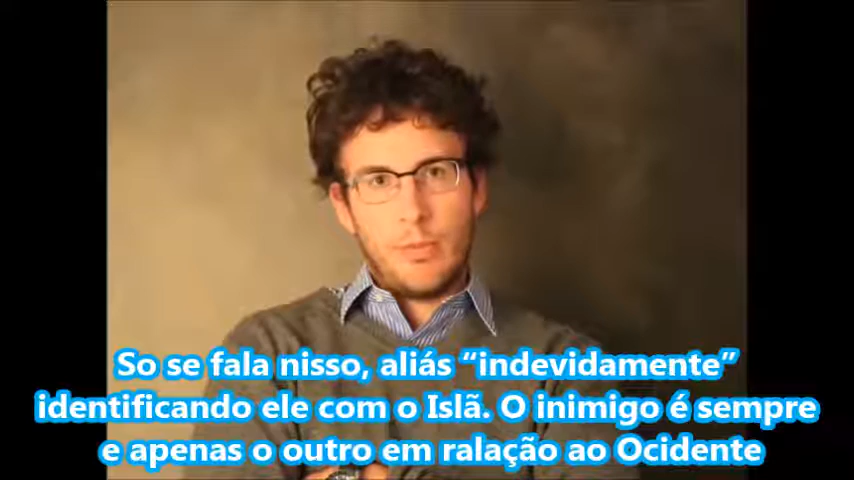 So se fala nisso, aliás “indevidamente”
identificando ele com o Islã. O inimigo é sempre
e apenas o outro em ralação ao Ocidente